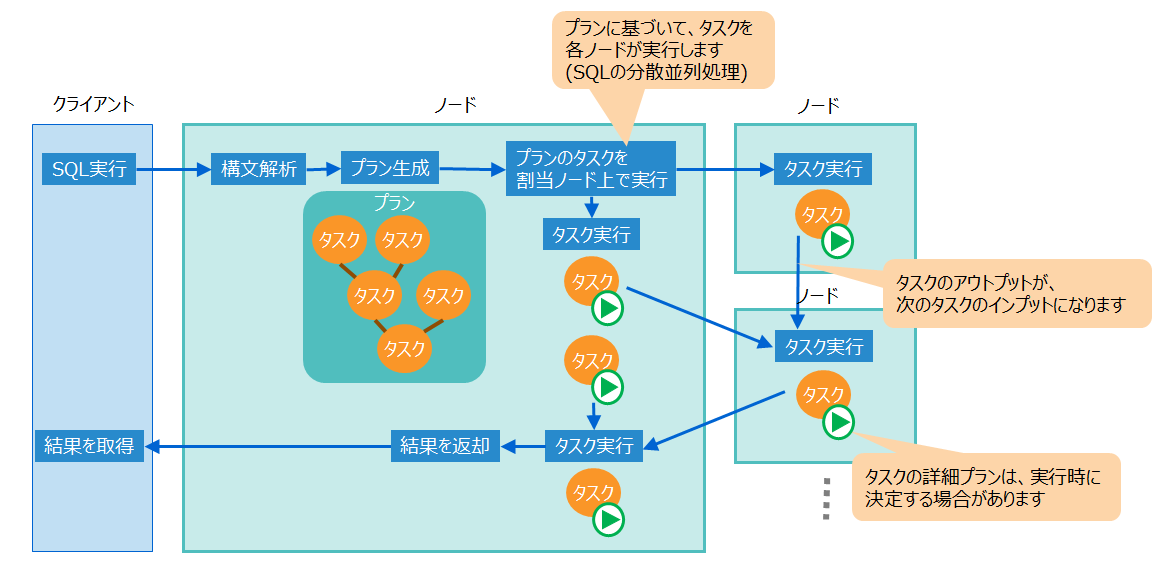 プランに基づいて、タスクを
各ノードが実行します
(SQLの分散並列処理)
クライアント
ノード
ノード
SQL実行
構文解析
プラン生成
プランのタスクを
割当ノード上で実行
タスク実行
プラン
タスク
タスク
タスク
タスク
タスク
タスク実行
タスク
タスク
タスク
タスクのアウトプットが、
次のタスクのインプットになります
ノード
タスク実行
タスク
結果を取得
結果を返却
タスク実行
タスク
タスクの詳細プランは、実行時に
決定する場合があります